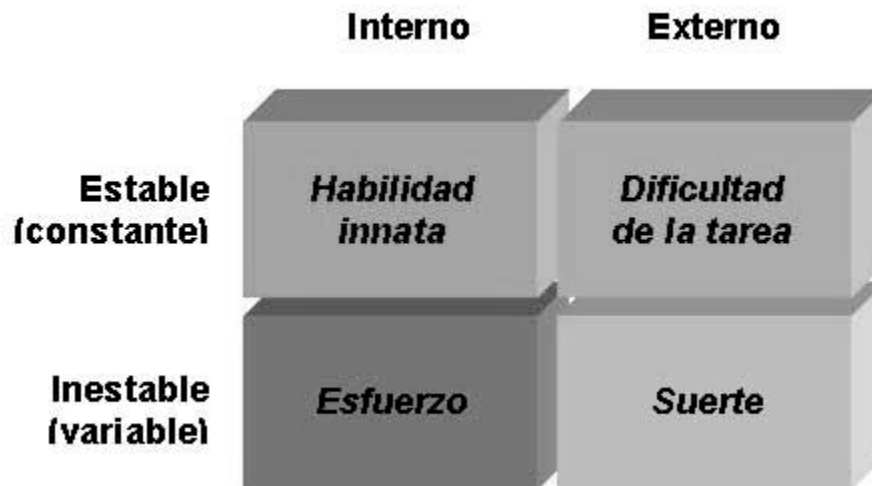 Interno Externo
Estable
(constante)
Habilidad
innata
Dificultad
de la tarea
Inestable
(variable)
Esfuerzo
Suerte